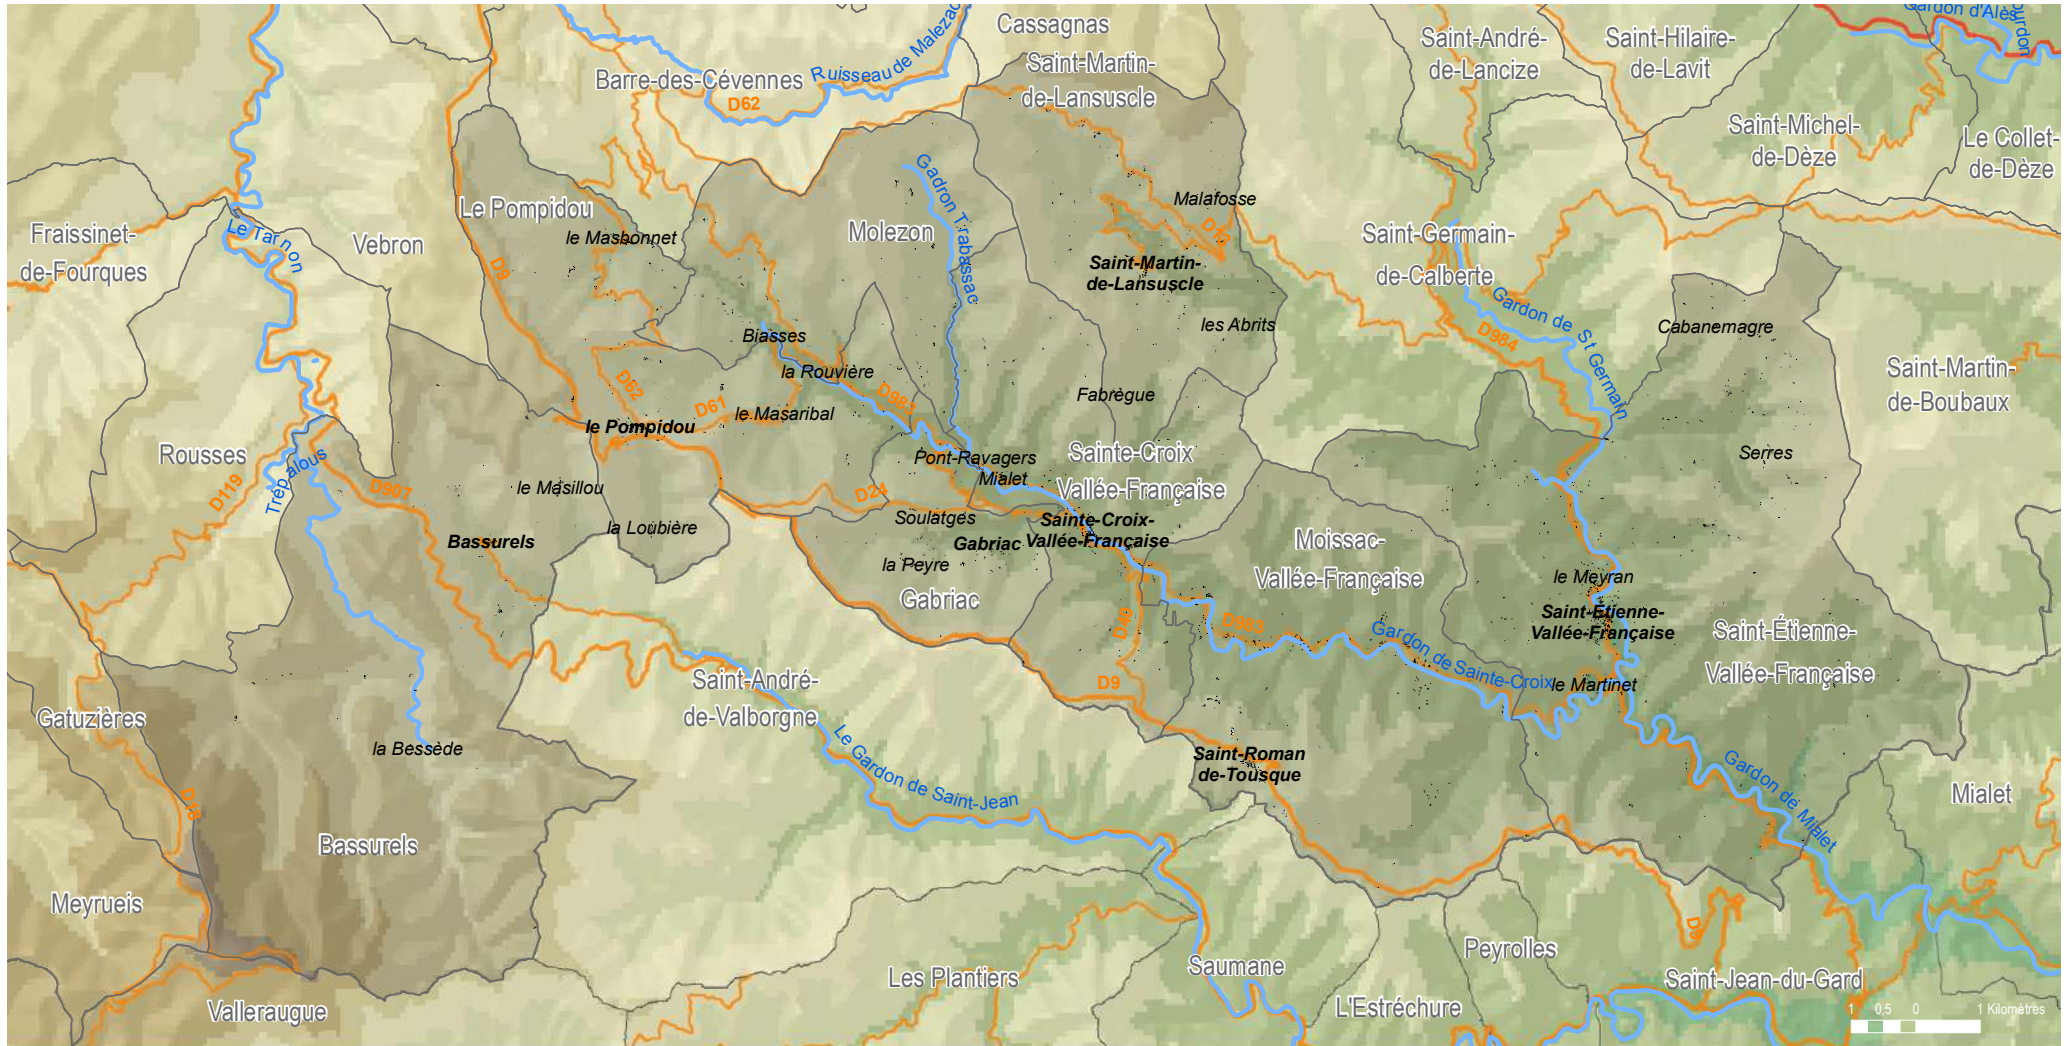 Cassagnas
Gardon d'Alès
Saint-André-
de-Lancize
Saint-Hilaire-
de-Lavit
Saint-Martin-
de-Lansuscle
Barre-des-Cévennes
Ruisseau de Malezac
D62
Saint-Michel-
de-Dèze
Le Collet-
de-Dèze
Gadron Trabassac
Malafosse
Le Pompidou
le Masbonnet
Molezon
Fraissinet-
de-Fourques
Le Tarnon
Vebron
D9
Saint-Germain-
de-Calberte
Saint-Martin-
de-Lansuscle
Gardon de St Germain
D984
les Abrits
Cabanemagre
Biasses
la Rouvière
D62
D61
D983
le Masaribal
Fabrègue
Saint-Martin-
de-Boubaux
le Pompidou
Rousses
Trépalous
D119
D907
le Masillou
Pont-Ravagers
Mialet
Sainte-Croix
Vallée-Française
Serres
D24
la Loubière
Soulatges
Gabriac
Sainte-Croix-
Vallée-Française
Bassurels
la Peyre
Moissac-
Vallée-Française
le Meyran
Gabriac
D40
D983
Saint-Etienne-
Vallée-Française
Saint-Étienne-
Vallée-Française
Gardon de Sainte-Croix
le Martinet
D9
Saint-André-
de-Valborgne
Gatuzières
la Bessède
Le Gardon de Saint-Jean
Saint-Roman
de-Tousque
Gardon de Mialet
Mialet
Bassurels
Meyrueis
Valleraugue
Les Plantiers
Saumane
Peyrolles
L'Estréchure
Saint-Jean-du-Gard
1 0,5 0 1 Kilomètres